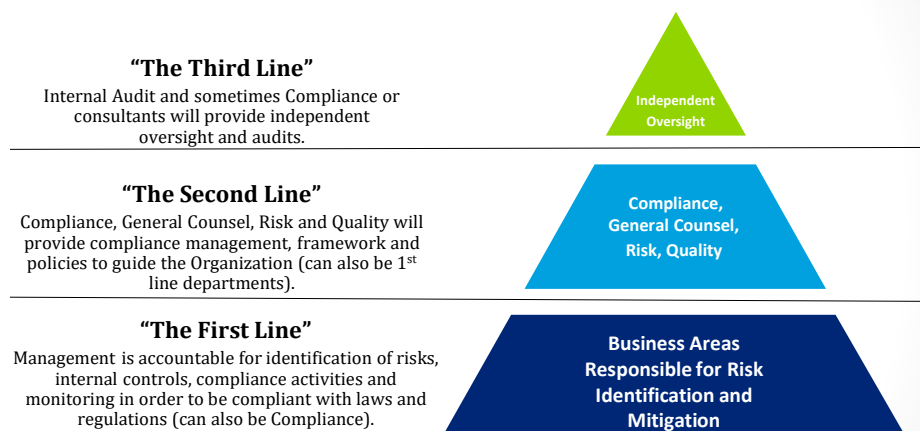 “The Third Line”
Internal Audit and sometimes Compliance or
consultants will provide independent
oversight and audits.
Independent
Oversight
“The Second Line”
Compliance, General Counsel, Risk and Quality will
provide compliance management, framework and
policies to guide the Organization (can also be 1st
line departments).
Compliance,
General Counsel,
Risk, Quality
“The First Line”
Management is accountable for identification of risks,
internal controls, compliance activities and
monitoring in order to be compliant with laws and
regulations (can also be Compliance).
Business Areas
Responsible for Risk
Identification and
Mitigation